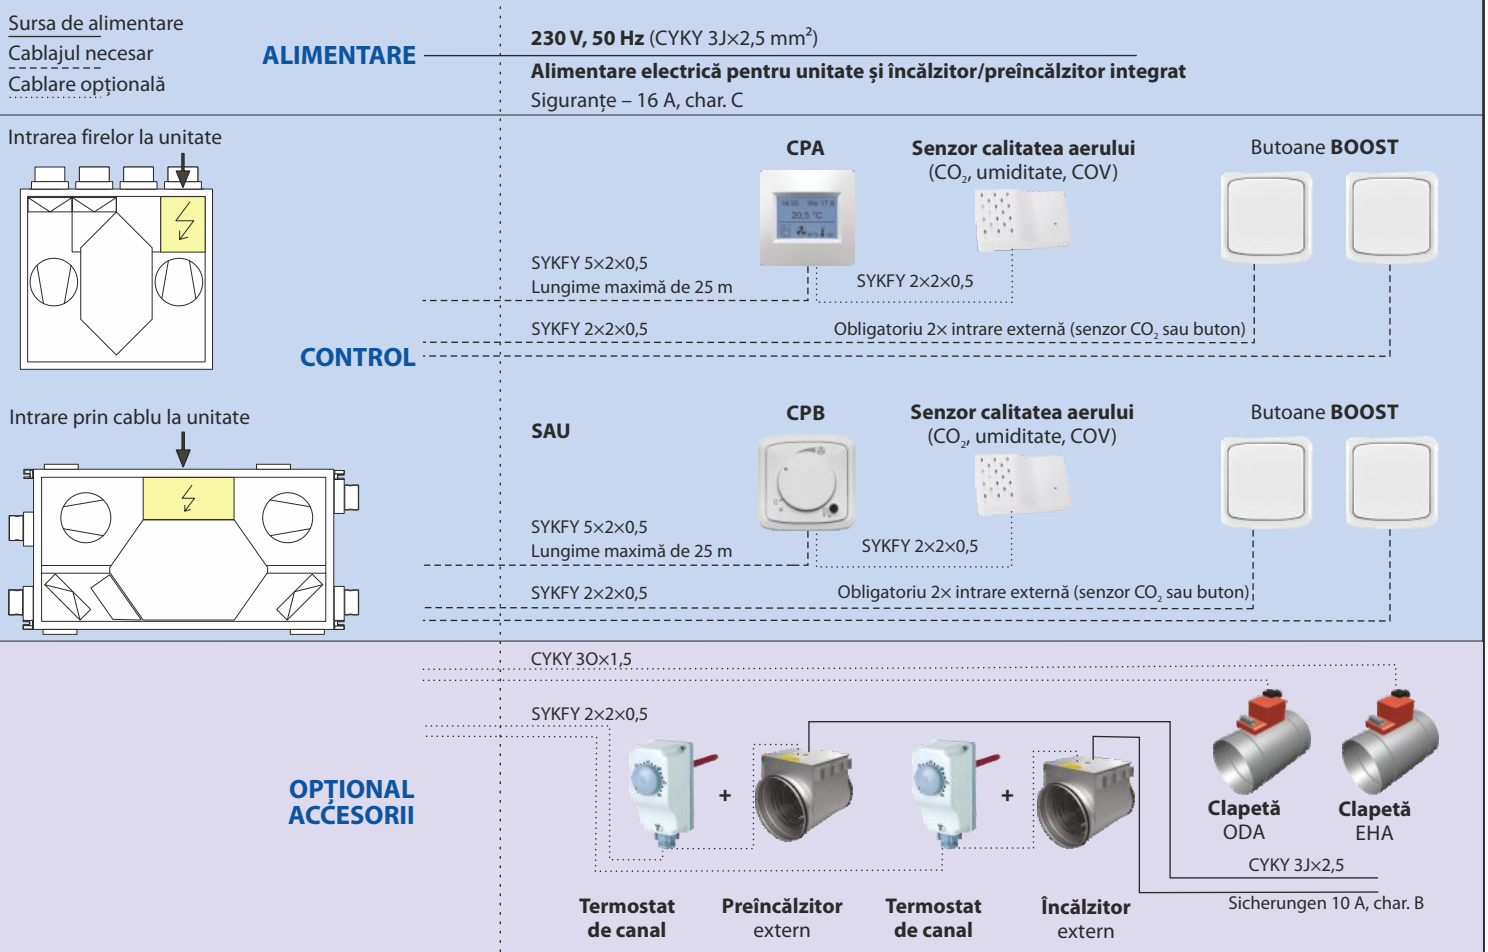 Sursa de alimentare
Cablajul necesar
Cablare opțională
ALIMENTARE
230 V, 50 Hz (CYKY 3J×2,5 mm²)
Alimentare electrică pentru unitate și încălzitor/preîncălzitor integrat
Siguranțe – 16 A, char. C
Intrarea firelor la unitate
CPA
Senzor calitatea aerului
(CO₂, umiditate, COV)
Butoane BOOST
20,5 °C
SYKFY 5×2×0,5
Lungime maximă de 25 m
SYKFY 2×2×0,5
SYKFY 2×2×0,5
Obligatoriu 2× intrare externă (senzor CO₂ sau buton)
CONTROL
Intrare prin cablu la unitate
SAU
CPB
Senzor calitatea aerului
(CO₂, umiditate, COV)
Butoane BOOST
SYKFY 5×2×0,5
Lungime maximă de 25 m
SYKFY 2×2×0,5
SYKFY 2×2×0,5
Obligatoriu 2× intrare externă (senzor CO₂ sau buton)
CYKY 3O×1,5
SYKFY 2×2×0,5
OPȚIONAL
ACCESORII
+
+
Clapetă
ODA
Clapetă
EHA
CYKY 3J×2,5
Sicherungen 10 A, char. B
Termostat
de canal
Preîncălzitor
extern
Termostat
de canal
Încălzitor
extern